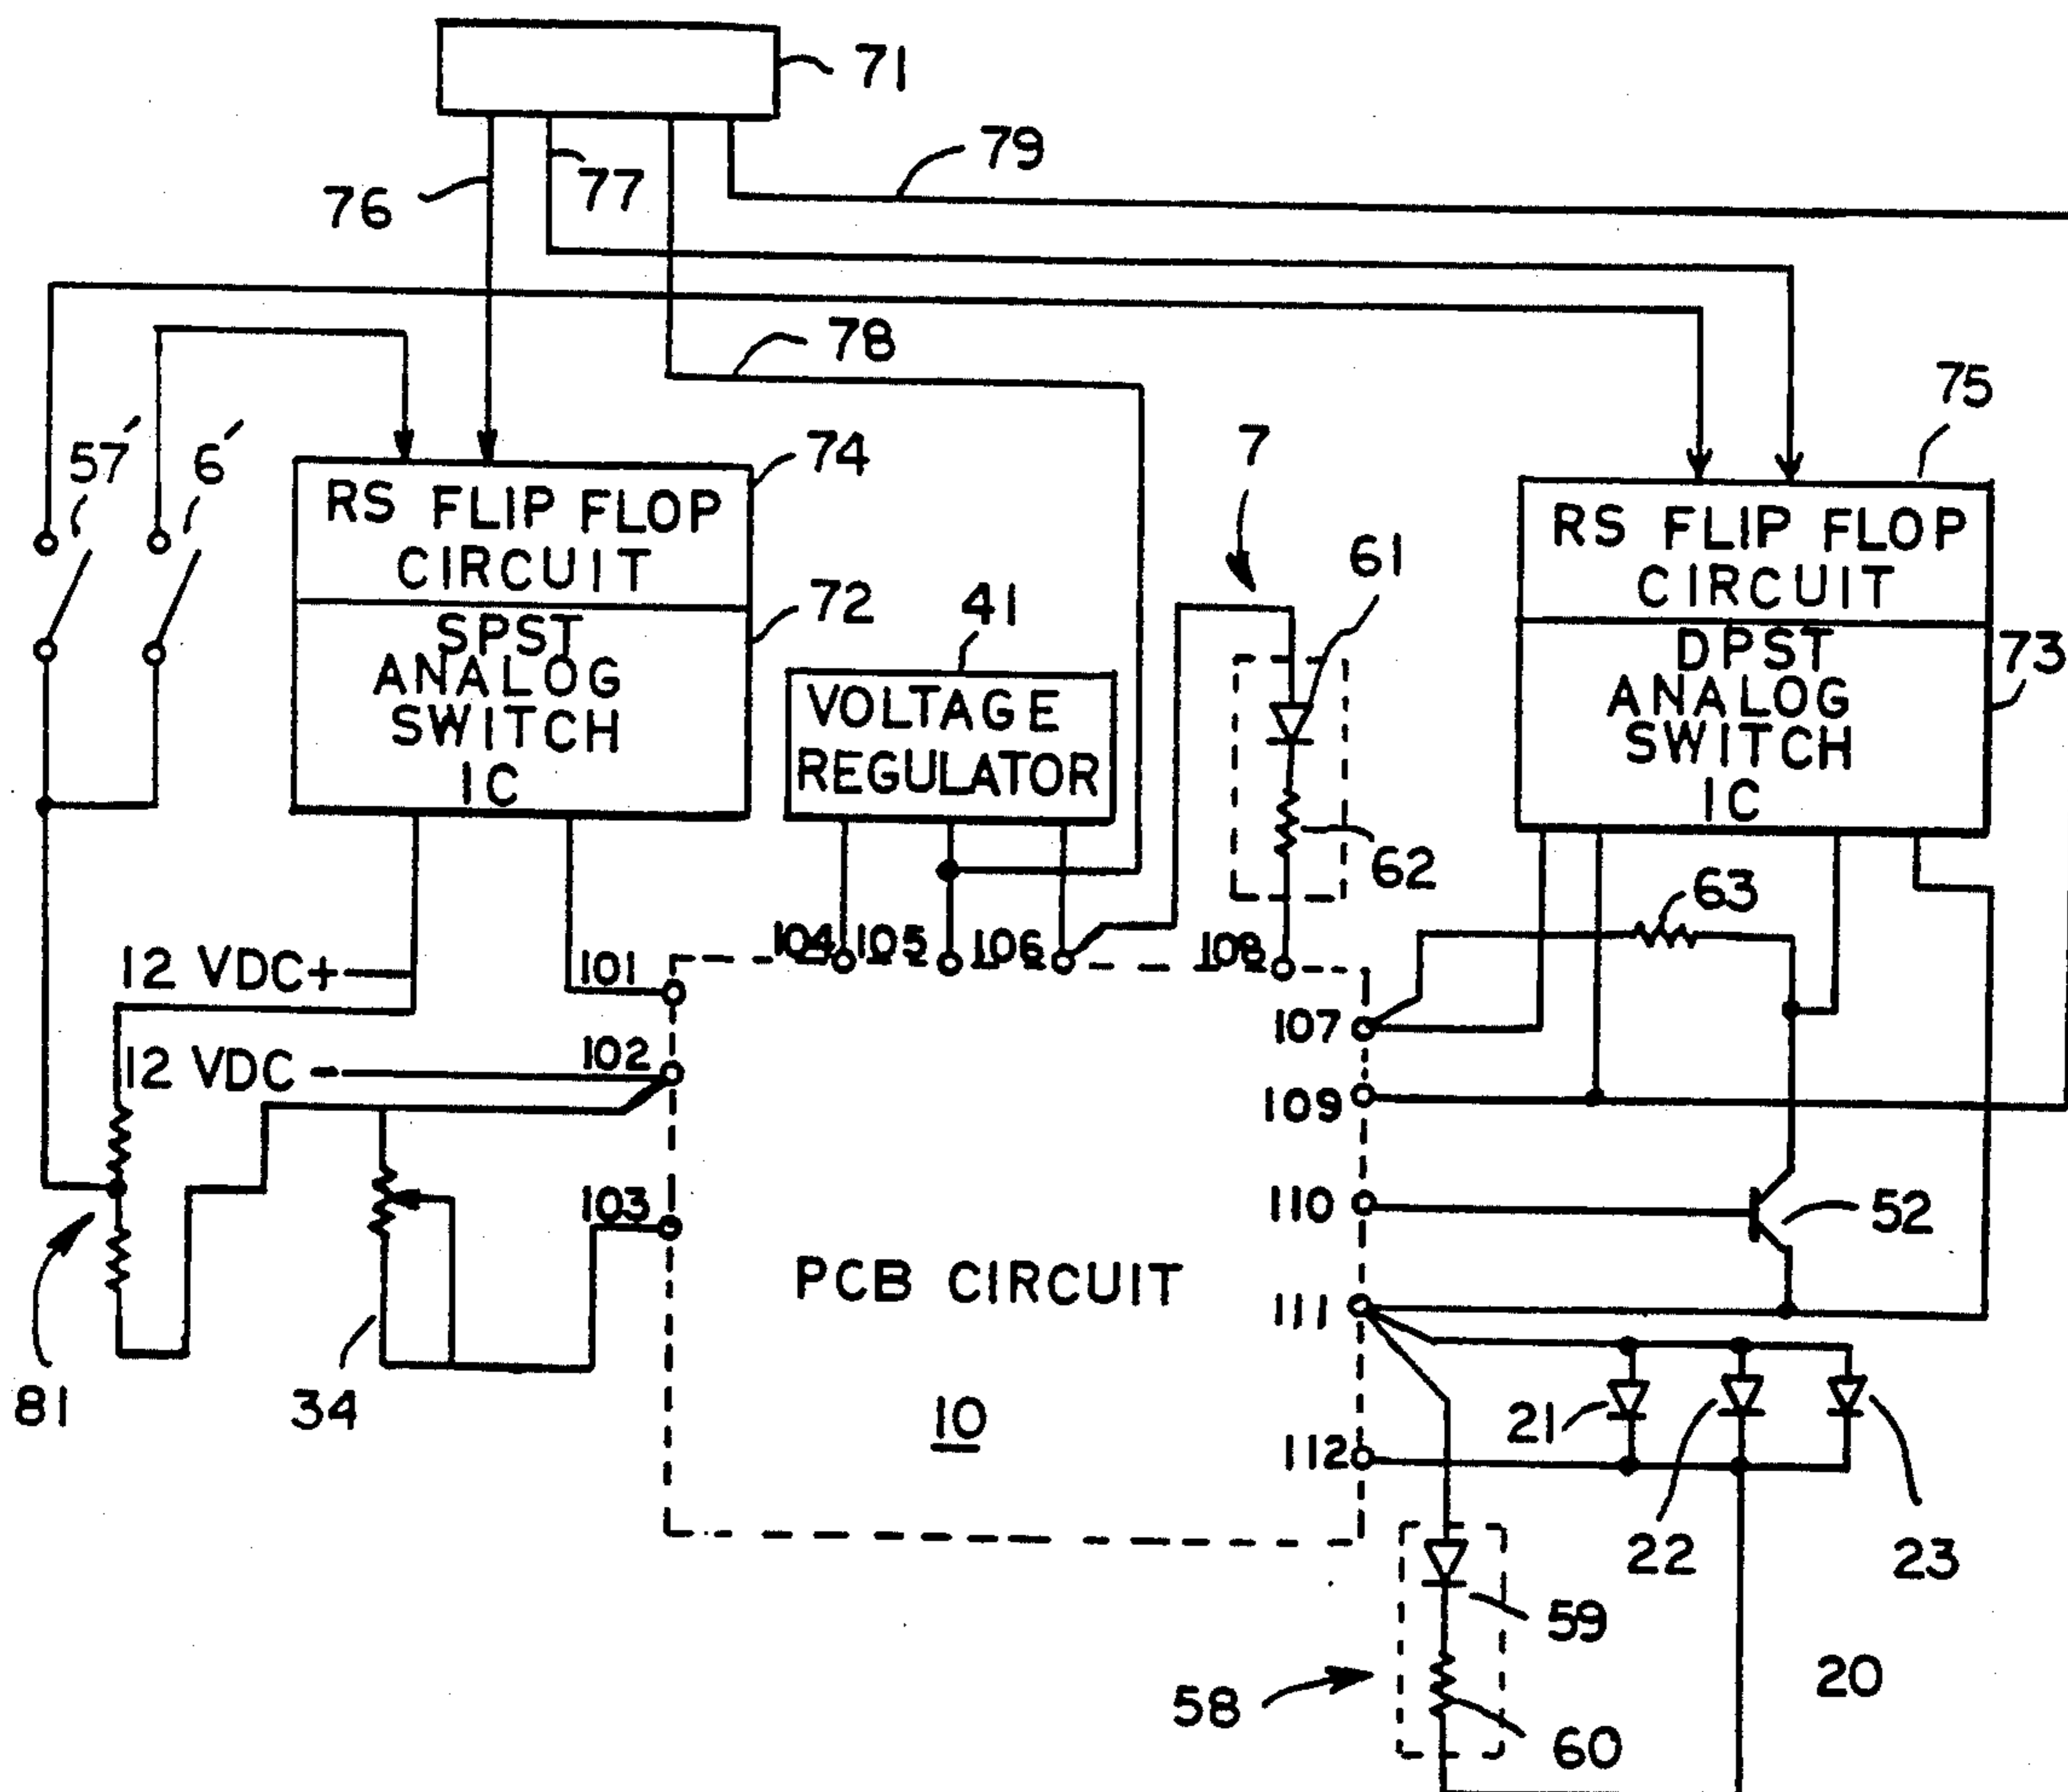 71
79
76
77
78
75
57'
6'
74
7
RS FLIP FLOP
CIRCUIT
61
RS FLIP FLOP
CIRCUIT
72
41
SPST
ANALOG
SWITCH
IC
VOLTAGE
REGULATOR
DPST
ANALOG
SWITCH
IC
73
62
63
104
105
106
108
12 VDC+
101
107
12 VDC -
102
109
103
110
52
PCB CIRCUIT
111
81
34
10
21
112
22
23
59
58
60
20